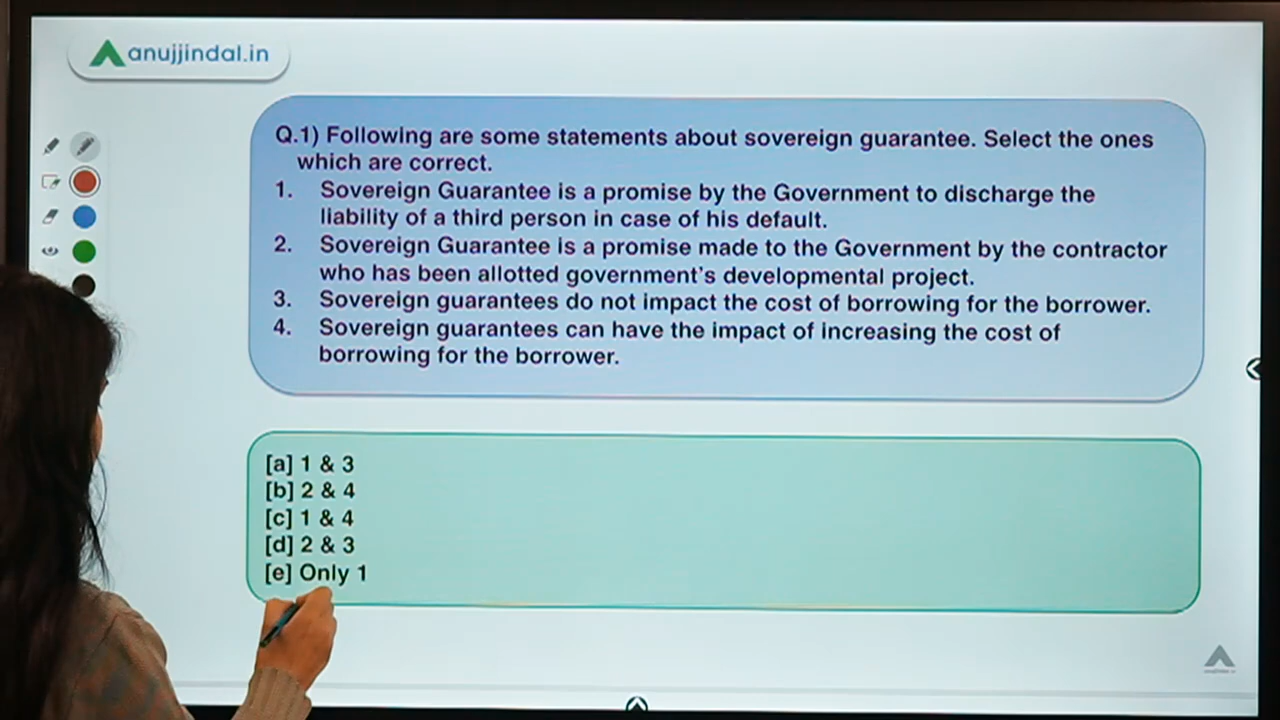 anujjindal.in
Q.1) Following are some statements about sovereign guarantee. Select the ones
which are correct.
1. Sovereign Guarantee is a promise by the Government to discharge the
liability of a third person in case of his default.
2. Sovereign Guarantee is a promise made to the Government by the contractor
who has been allotted government's developmental project.
3. Sovereign guarantees do not impact the cost of borrowing for the borrower.
4. Sovereign guarantees can have the impact of increasing the cost of
borrowing for the borrower.
[a] 1 & 3
[b] 2 & 4
[c] 1 & 4
[d] 2 & 3
[e] Only 1